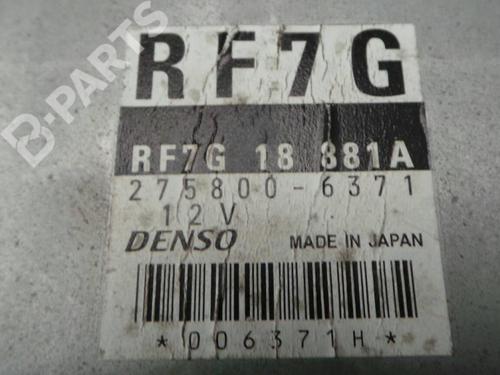 RF7G
RF7G 18 881A
275800-6371
12V
DENSO MADE IN JAPAN
*006371H*
B-PARTS